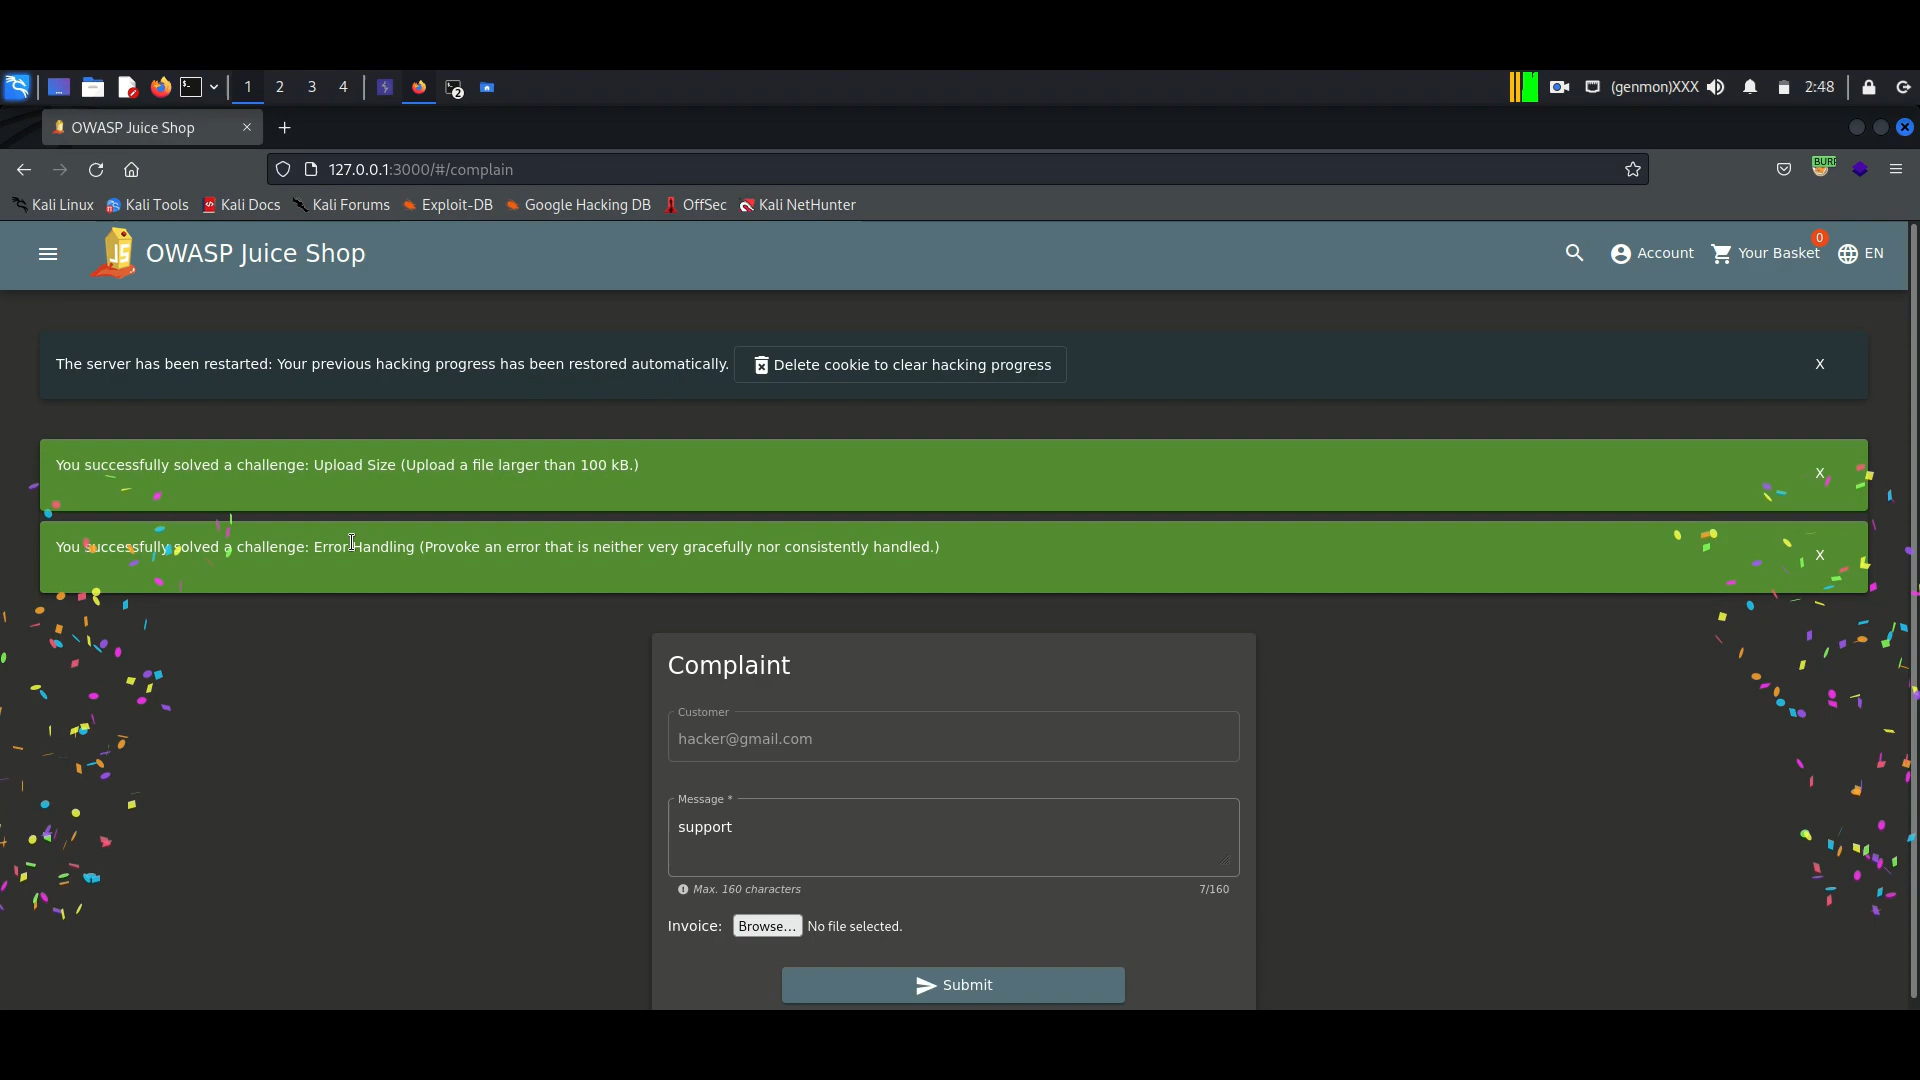 1 2 3 4 (genmon)XXX 2:48
OWASP Juice Shop
127.0.0.1:3000/#/complain
BURP
Kali Linux Kali Tools Kali Docs Kali Forums Exploit-DB Google Hacking DB OffSec Kali NetHunter
OWASP Juice Shop Account 0 Your Basket EN
The server has been restarted: Your previous hacking progress has been restored automatically. Delete cookie to clear hacking progress X
You successfully solved a challenge: Upload Size (Upload a file larger than 100 kB.) X
You successfully solved a challenge: Error Handling (Provoke an error that is neither very gracefully nor consistently handled.) X
Complaint
Customer
hacker@gmail.com
Message *
support
Max. 160 characters 7/160
Invoice: Browse... No file selected.
Submit